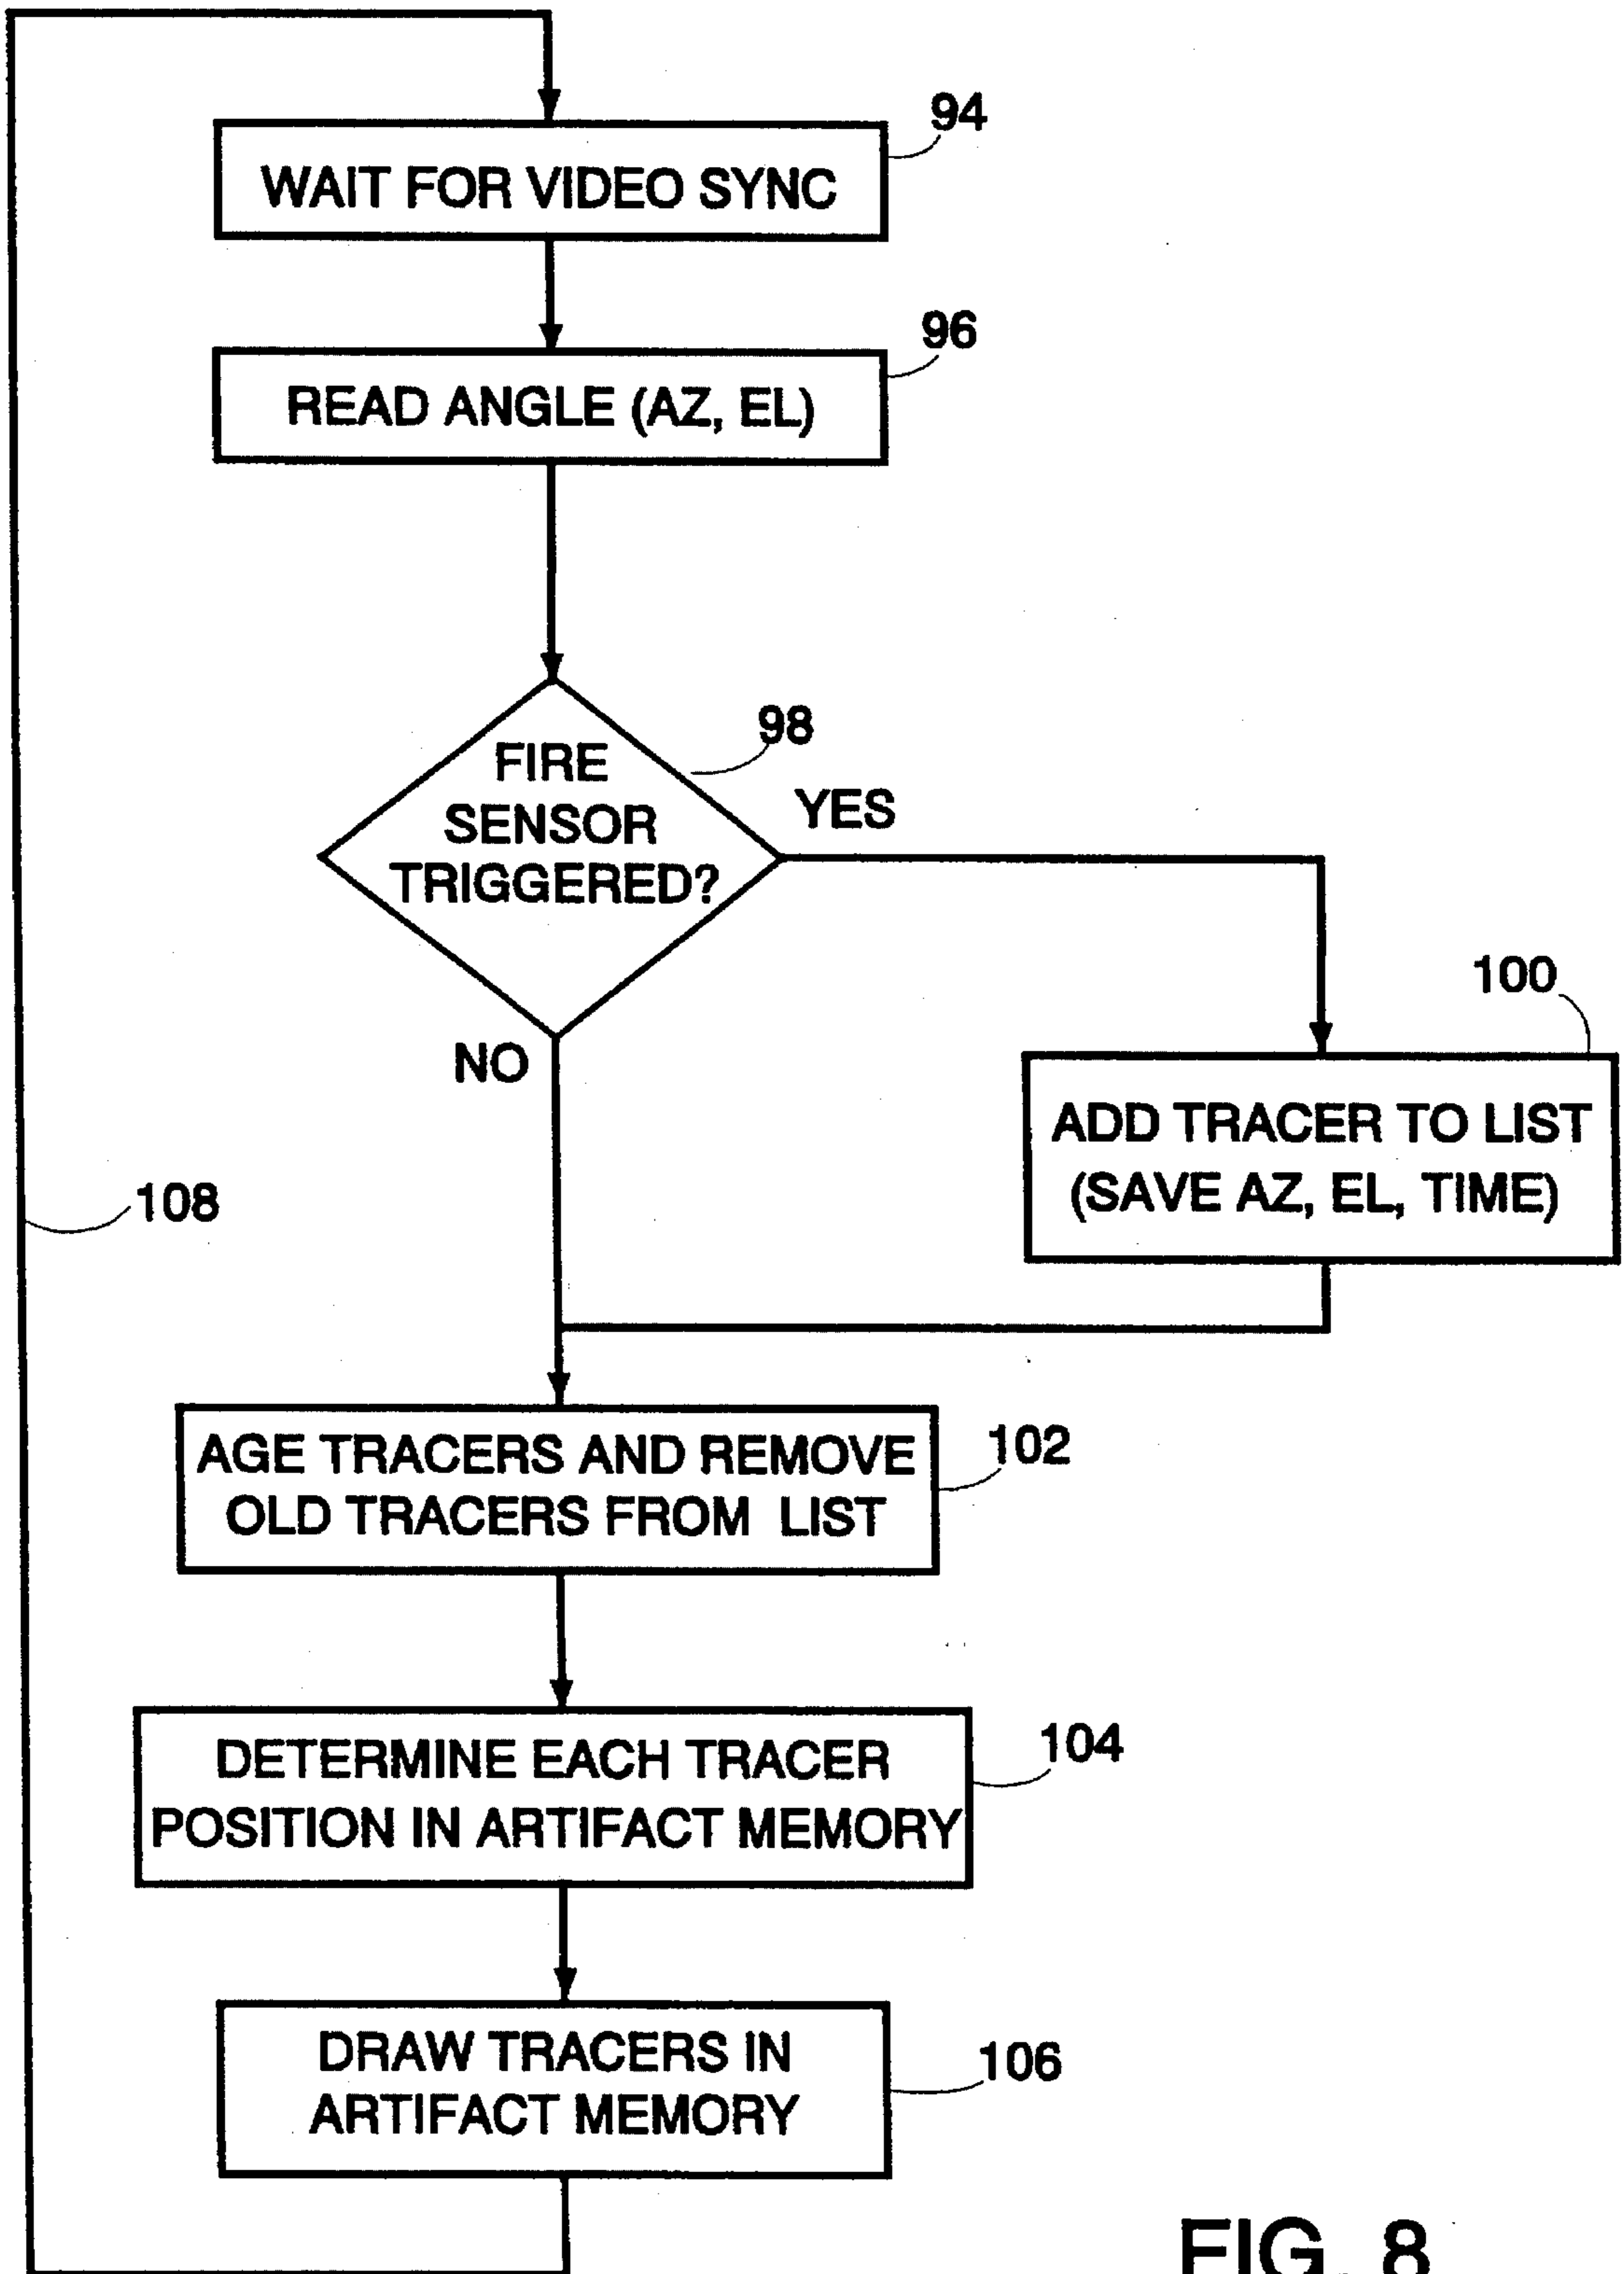 94
WAIT FOR VIDEO SYNC
96
READ ANGLE (AZ, EL)
98
FIRE
SENSOR
TRIGGERED?
YES
NO
100
ADD TRACER TO LIST
(SAVE AZ, EL, TIME)
108
AGE TRACERS AND REMOVE
OLD TRACERS FROM LIST
102
DETERMINE EACH TRACER
POSITION IN ARTIFACT MEMORY
104
DRAW TRACERS IN
ARTIFACT MEMORY
106
FIG. 8